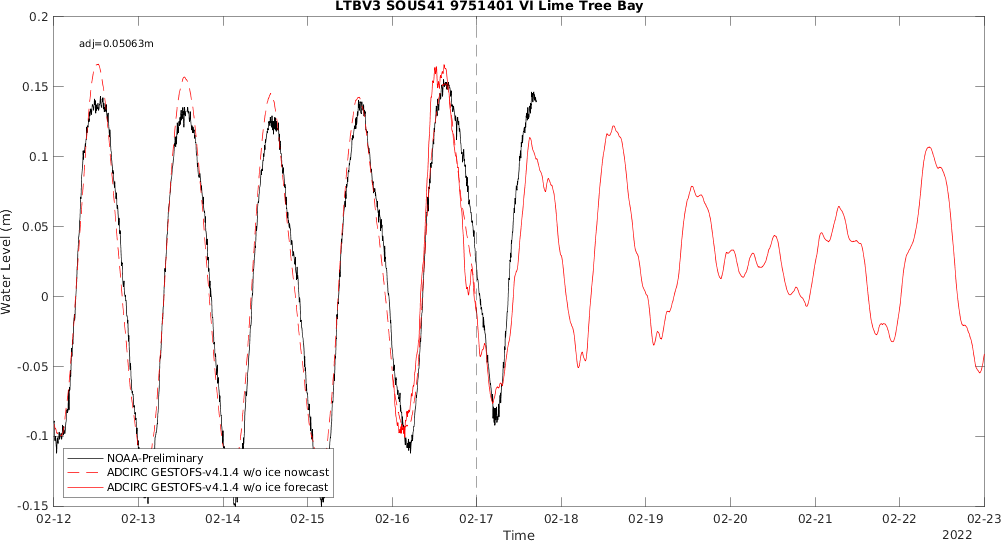 LTBV3 SOUS41 9751401 VI Lime Tree Bay
0.2
adj=0.05063m
0.15
0.1
0.05
0
-0.05
-0.1
-0.15
Water Level (m)
NOAA-Preliminary
ADCIRC GESTOFS-v4.1.4 w/o ice nowcast
ADCIRC GESTOFS-v4.1.4 w/o ice forecast
02-12 02-13 02-14 02-15 02-16 02-17 02-18 02-19 02-20 02-21 02-22 02-23
Time
2022